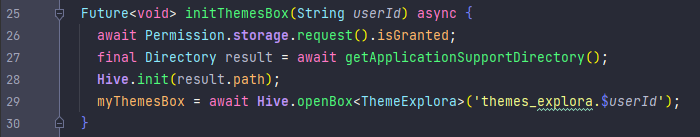 25 Future<void> initThemesBox(String userId) async {
26 await Permission.storage.request().isGranted;
27 final Directory result = await getApplicationSupportDirectory();
28 Hive.init(result.path);
29 myThemesBox = await Hive.openBox<ThemeExplora>('themes_explora.$userId');
30 }